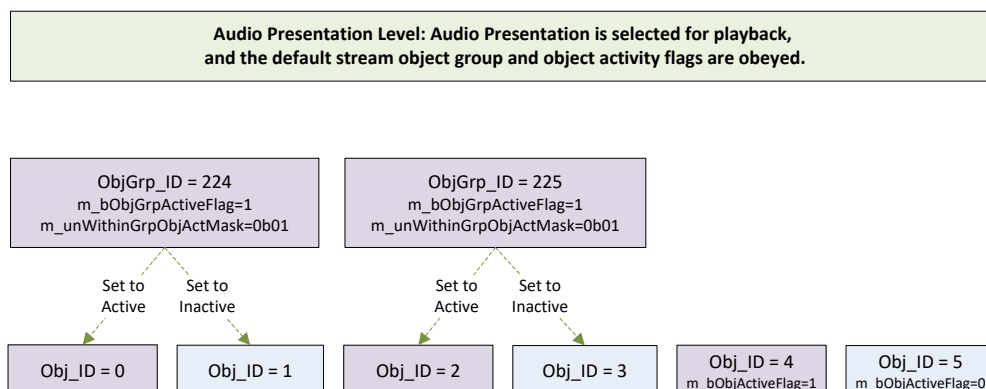 Audio Presentation Level: Audio Presentation is selected for playback,
and the default stream object group and object activity flags are obeyed.
ObjGrp_ID = 224
m_bObjGrpActiveFlag=1
m_unWithinGrpObjActMask=0b01
ObjGrp_ID = 225
m_bObjGrpActiveFlag=1
m_unWithinGrpObjActMask=0b01
Set to
Active
Set to
Inactive
Set to
Active
Set to
Inactive
Obj_ID = 0
Obj_ID = 1
Obj_ID = 2
Obj_ID = 3
Obj_ID = 4
m_bObjActiveFlag=1
Obj_ID = 5
m_bObjActiveFlag=0